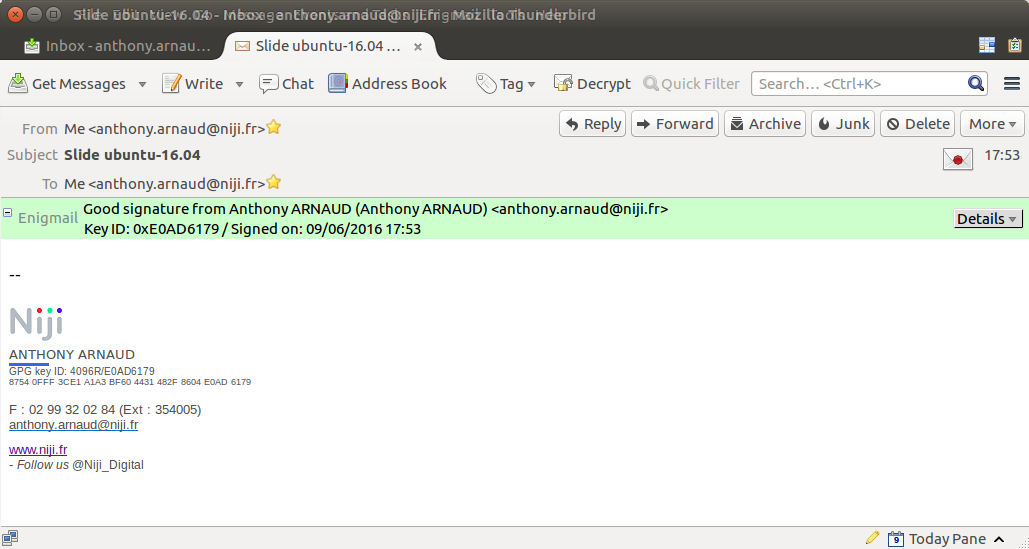 Slide ubuntu-16.04 - Inbox - anthony.arnaud@niji.fr - Mozilla Thunderbird
Inbox - anthony.arnau…
Slide ubuntu-16.04 …
Get Messages
Write
Chat
Address Book
Tag
Decrypt
Quick Filter
Search… <Ctrl+K>
From Me <anthony.arnaud@niji.fr>
Reply
Forward
Archive
Junk
Delete
More
Subject Slide ubuntu-16.04
17:53
To Me <anthony.arnaud@niji.fr>
Enigmail
Good signature from Anthony ARNAUD (Anthony ARNAUD) <anthony.arnaud@niji.fr>
Key ID: 0xE0AD6179 / Signed on: 09/06/2016 17:53
Details
--
Niji
ANTHONY ARNAUD
GPG key ID: 4096R/E0AD6179
8754 0FFF 3CE1 A1A3 BF60 4431 482F 8604 E0AD 6179
F : 02 99 32 02 84 (Ext : 354005)
anthony.arnaud@niji.fr
www.niji.fr
- Follow us @Niji_Digital
9
Today Pane